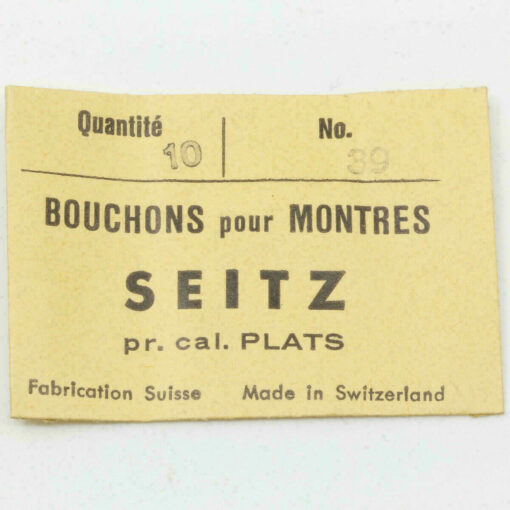 Quantité No.
10 39
BOUCHONS pour MONTRES
SEITZ
pr. cal. PLATS
Fabrication Suisse Made in Switzerland